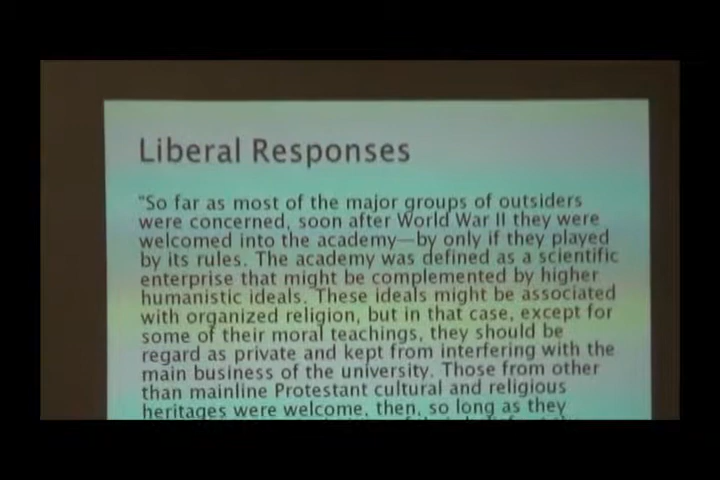 Liberal Responses
"So far as most of the major groups of outsiders
were concerned, soon after World War II they were
welcomed into the academy—by only if they played
by its rules. The academy was defined as a scientific
enterprise that might be complemented by higher
humanistic ideals. These ideals might be associated
with organized religion, but in that case, except for
some of their moral teachings, they should be
regard as private and kept from interfering with the
main business of the university. Those from other
than mainline Protestant cultural and religious
heritages were welcome, then, so long as they